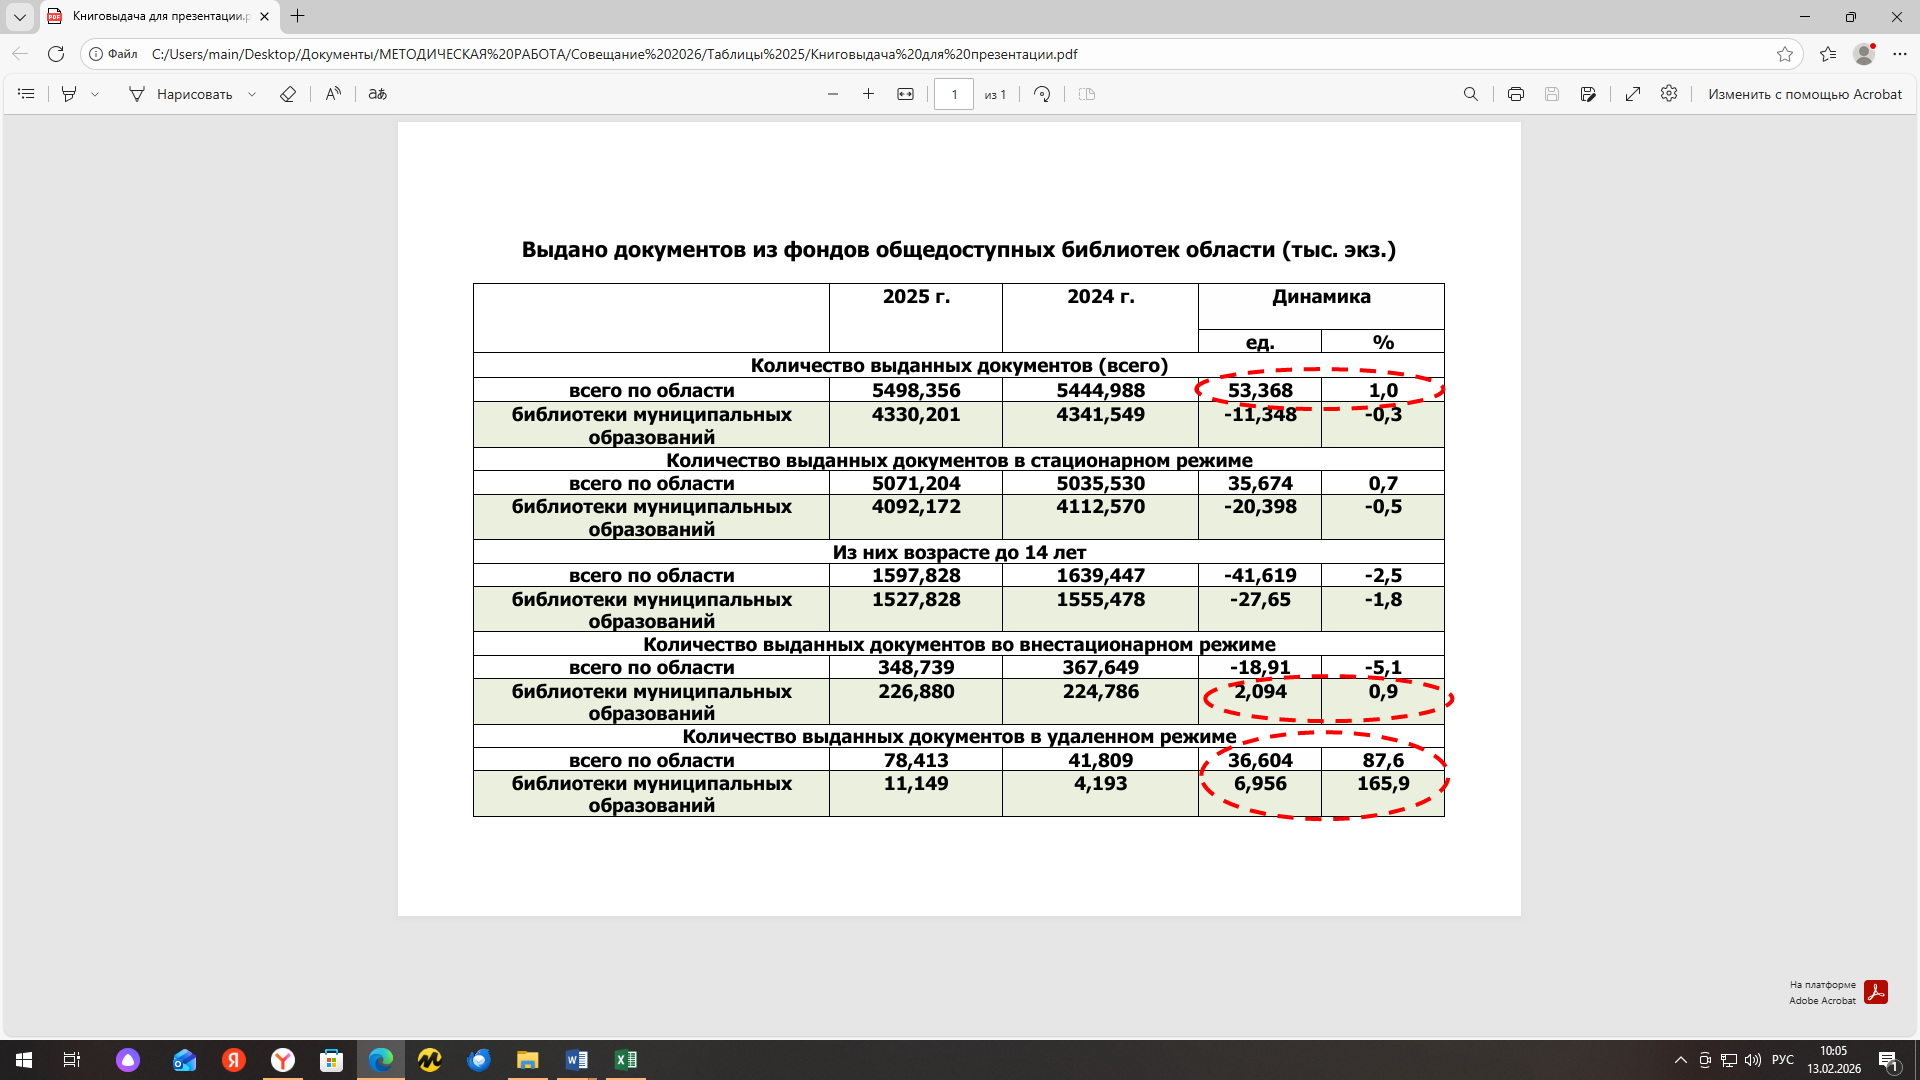 Книговыдача для презентации.p
Файл
C:/Users/main/Desktop/Документы/МЕТОДИЧЕСКАЯ%20РАБОТА/Совещание%202026/Таблицы%2025/Книговыдача%20для%20презентации.pdf
Нарисовать
1 из 1
Изменить с помощью Acrobat
Выдано документов из фондов общедоступных библиотек области (тыс. экз.)
2025 г. 2024 г. Динамика
ед. %
Количество выданных документов (всего)
всего по области 5498,356 5444,988 53,368 1,0
библиотеки муниципальных 4330,201 4341,549 -11,348 -0,3
образований
Количество выданных документов в стационарном режиме
всего по области 5071,204 5035,530 35,674 0,7
библиотеки муниципальных 4092,172 4112,570 -20,398 -0,5
образований
Из них возрасте до 14 лет
всего по области 1597,828 1639,447 -41,619 -2,5
библиотеки муниципальных 1527,828 1555,478 -27,65 -1,8
образований
Количество выданных документов во внестационарном режиме
всего по области 348,739 367,649 -18,91 -5,1
библиотеки муниципальных 226,880 224,786 2,094 0,9
образований
Количество выданных документов в удаленном режиме
всего по области 78,413 41,809 36,604 87,6
библиотеки муниципальных 11,149 4,193 6,956 165,9
образований
На платформе
Adobe Acrobat
РУС
10:05
13.02.2026
1